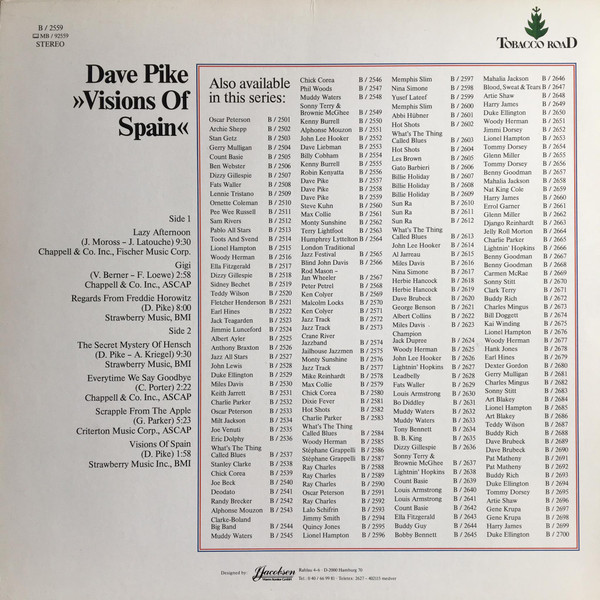 B / 2559
MB / 92559
STEREO
TOBACCO ROAD
Dave Pike
»Visions Of
Spain«
Side 1
Lazy Afternoon
(J. Moross – J. Latouche) 9:30
Chappell & Co. Inc., Fischer Music Corp.
Gigi
(V. Berner – F. Loewe) 2:58
Chappell & Co. Inc., ASCAP
Regards From Freddie Horowitz
(D. Pike) 8:00
Strawberry Music, BMI
Side 2
The Secret Mystery Of Hensch
(D. Pike – A. Kriegel) 9:30
Strawberry Music, BMI
Everytime We Say Goodbye
(C. Porter) 2:22
Chappell & Co. Inc., ASCAP
Scrapple From The Apple
(G. Parker) 5:23
Criterton Music Corp., ASCAP
Visions Of Spain
(D. Pike) 1:58
Strawberry Music Inc., BMI
Also available
in this series:
Oscar Peterson B / 2501
Archie Shepp B / 2502
Stan Getz B / 2503
Gerry Mulligan B / 2504
Count Basie B / 2505
Ben Webster B / 2506
Dizzy Gillespie B / 2507
Fats Waller B / 2508
Lennie Tristano B / 2509
Ornette Coleman B / 2510
Pee Wee Russell B / 2511
Sam Rivers B / 2512
Pablo All Stars B / 2513
Toots And Svend B / 2514
Lionel Hampton B / 2515
Woody Herman B / 2516
Ella Fitzgerald B / 2517
Dizzy Gillespie B / 2518
Sidney Bechet B / 2519
Teddy Wilson B / 2520
Fletcher Henderson B / 2521
Earl Hines B / 2522
Jack Teagarden B / 2523
Jimmie Lunceford B / 2524
Albert Ayler B / 2525
Anthony Braxton B / 2526
Jazz All Stars B / 2527
John Lewis B / 2528
Duke Ellington B / 2529
Miles Davis B / 2530
Keith Jarrett B / 2531
Charlie Parker B / 2532
Oscar Peterson B / 2533
Milt Jackson B / 2534
Joe Venuti B / 2535
Eric Dolphy B / 2536
What's The Thing
Called Blues B / 2537
Stanley Clarke B / 2538
Chick Corea B / 2539
Joe Beck B / 2540
Deodato B / 2541
Randy Brecker B / 2542
Alphonse Mouzon B / 2543
Clarke-Boland
Big Band B / 2544
Muddy Waters B / 2545
Chick Corea B / 2546
Phil Woods B / 2547
Muddy Waters B / 2548
Sonny Terry &
Brownie McGhee B / 2549
Kenny Burrell B / 2550
Alphonse Mouzon B / 2551
John Lee Hooker B / 2552
Dave Liebman B / 2553
Billy Cobham B / 2554
Kenny Burrell B / 2555
Robin Kenyatta B / 2556
Dave Pike B / 2557
Dave Pike B / 2558
Dave Pike B / 2559
Steve Kuhn B / 2560
Max Collie B / 2561
Monty Sunshine B / 2562
Terry Lightfoot B / 2563
Humphrey Lyttelton B / 2564
London Traditional
Jazz Festival B / 2565
Blind John Davis B / 2566
Rod Mason –
Jan Wheeler B / 2567
Peter Petrel B / 2568
Ken Colyer B / 2569
Malcolm Locks B / 2570
Ken Colyer B / 2571
Jazz Track B / 2572
Jazz Track B / 2573
Crane River
Jazzband B / 2574
Jailhouse Jazzmen B / 2575
Monty Sunshine B / 2576
Jazz Track B / 2577
Mike Reinhardt B / 2578
Max Collie B / 2579
Chick Corea B / 2580
Dixie Fever B / 2581
Hot Shots B / 2582
Charlie Parker B / 2583
What's The Thing
Called Blues B / 2584
Woody Herman B / 2585
Stéphane Grappelli B / 2586
Stéphane Grappelli B / 2587
Ray Charles B / 2588
Ray Charles B / 2589
Ray Charles B / 2590
Oscar Peterson B / 2591
Ray Charles B / 2592
Lalo Schifrin B / 2593
Jimmy Smith B / 2594
Quincy Jones B / 2595
Lionel Hampton B / 2596
Memphis Slim B / 2597
Nina Simone B / 2598
Yusef Lateef B / 2599
Memphis Slim B / 2600
Abbi Hübner B / 2601
Hot Shots B / 2602
What's The Thing
Called Blues B / 2603
Hot Shots B / 2604
Les Brown B / 2605
Gato Barbieri B / 2606
Billie Holiday B / 2607
Billie Holiday B / 2608
Billie Holiday B / 2609
Sun Ra B / 2610
Sun Ra B / 2611
Sun Ra B / 2612
What's The Thing
Called Blues B / 2613
John Lee Hooker B / 2614
Al Jarreau B / 2615
Miles Davis B / 2616
Nina Simone B / 2617
Herbie Hancock B / 2618
Herbie Hancock B / 2619
Dave Brubeck B / 2620
George Benson B / 2621
Albert Collins B / 2622
Miles Davis B / 2623
Champion
Jack Dupree B / 2624
Woody Herman B / 2625
John Lee Hooker B / 2626
Lightnin' Hopkins B / 2627
Leadbelly B / 2628
Fats Waller B / 2629
Louis Armstrong B / 2630
Bo Diddley B / 2631
Muddy Waters B / 2632
Muddy Waters B / 2633
Tony Bennett B / 2634
B. B. King B / 2635
Dizzy Gillespie B / 2636
Sonny Terry &
Brownie McGhee B / 2637
Lightnin' Hopkins B / 2638
Count Basie B / 2639
Louis Armstrong B / 2640
Louis Armstrong B / 2641
Count Basie B / 2642
Ella Fitzgerald B / 2643
Buddy Guy B / 2644
Bobby Bennett B / 2645
Mahalia Jackson B / 2646
Blood, Sweat & Tears B / 2647
Artie Shaw B / 2648
Harry James B / 2649
Duke Ellington B / 2650
Woody Herman B / 2651
Jimmi Dorsey B / 2652
Lionel Hampton B / 2653
Tommy Dorsey B / 2654
Glenn Miller B / 2655
Tommy Dorsey B / 2656
Benny Goodman B / 2657
Mahalia Jackson B / 2658
Nat King Cole B / 2659
Harry James B / 2660
Errol Garner B / 2661
Glenn Miller B / 2662
Django Reinhardt B / 2663
Jelly Roll Morton B / 2664
Charlie Parker B / 2665
Lightnin' Hopkins B / 2666
Benny Goodman B / 2667
Benny Goodman B / 2668
Carmen McRae B / 2669
Sonny Stitt B / 2670
Clark Terry B / 2671
Buddy Rich B / 2672
Charles Mingus B / 2673
Bill Doggett B / 2674
Kai Winding B / 2675
Lionel Hampton B / 2676
Woody Herman B / 2677
Hank Jones B / 2678
Earl Hines B / 2679
Dexter Gordon B / 2680
Gerry Mulligan B / 2681
Charles Mingus B / 2682
Sonny Stitt B / 2683
Art Blakey B / 2684
Lionel Hampton B / 2685
Art Blakey B / 2686
Teddy Wilson B / 2687
Buddy Rich B / 2688
Dave Brubeck B / 2689
Dave Brubeck B / 2690
Pat Matheny B / 2691
Pat Matheny B / 2692
Buddy Rich B / 2693
Duke Ellington B / 2694
Tommy Dorsey B / 2695
Artie Shaw B / 2696
Gene Krupa B / 2697
Gene Krupa B / 2698
Harry James B / 2699
Duke Ellington B / 2700
Designed by: Jacobsen
Rablns 4-6 · D-2000 Hamburg 70